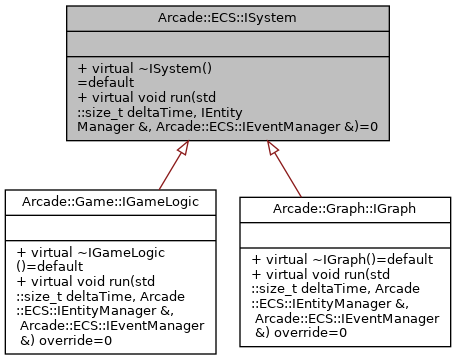 Arcade::ECS::ISystem
+ virtual ~ISystem()
=default
+ virtual void run(std
::size_t deltaTime, IEntity
Manager &, Arcade::ECS::IEventManager &)=0
Arcade::Game::IGameLogic
+ virtual ~IGameLogic
()=default
+ virtual void run(std
::size_t deltaTime, Arcade
::ECS::IEntityManager &,
Arcade::ECS::IEventManager
&) override=0
Arcade::Graph::IGraph
+ virtual ~IGraph()=default
+ virtual void run(std
::size_t deltaTime, Arcade
::ECS::IEntityManager &,
Arcade::ECS::IEventManager
&) override=0